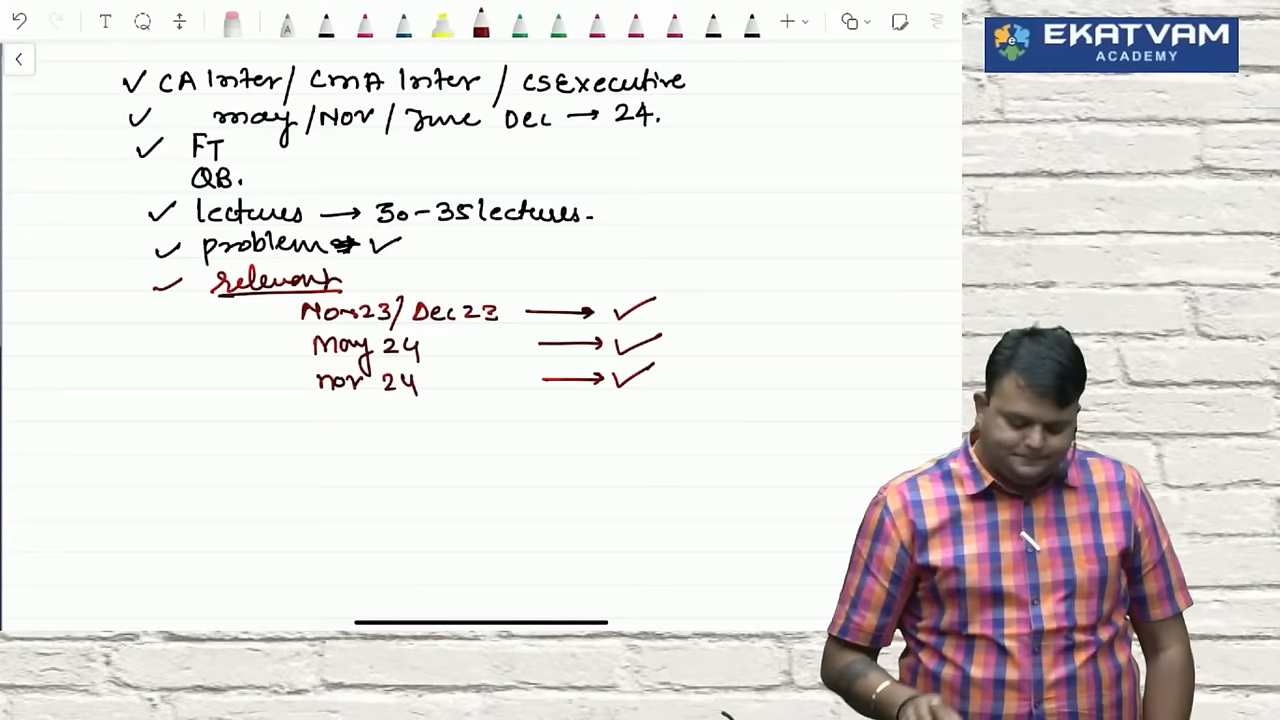 EKATVAM
ACADEMY
CA Inter / CMA Inter / CS Executive
may / Nov / June Dec → 24.
FT
QB.
lectures → 30-35 lectures.
problem → ✓
relevant
Nov 23 / Dec 23 → ✓
May 24 → ✓
nov 24 → ✓